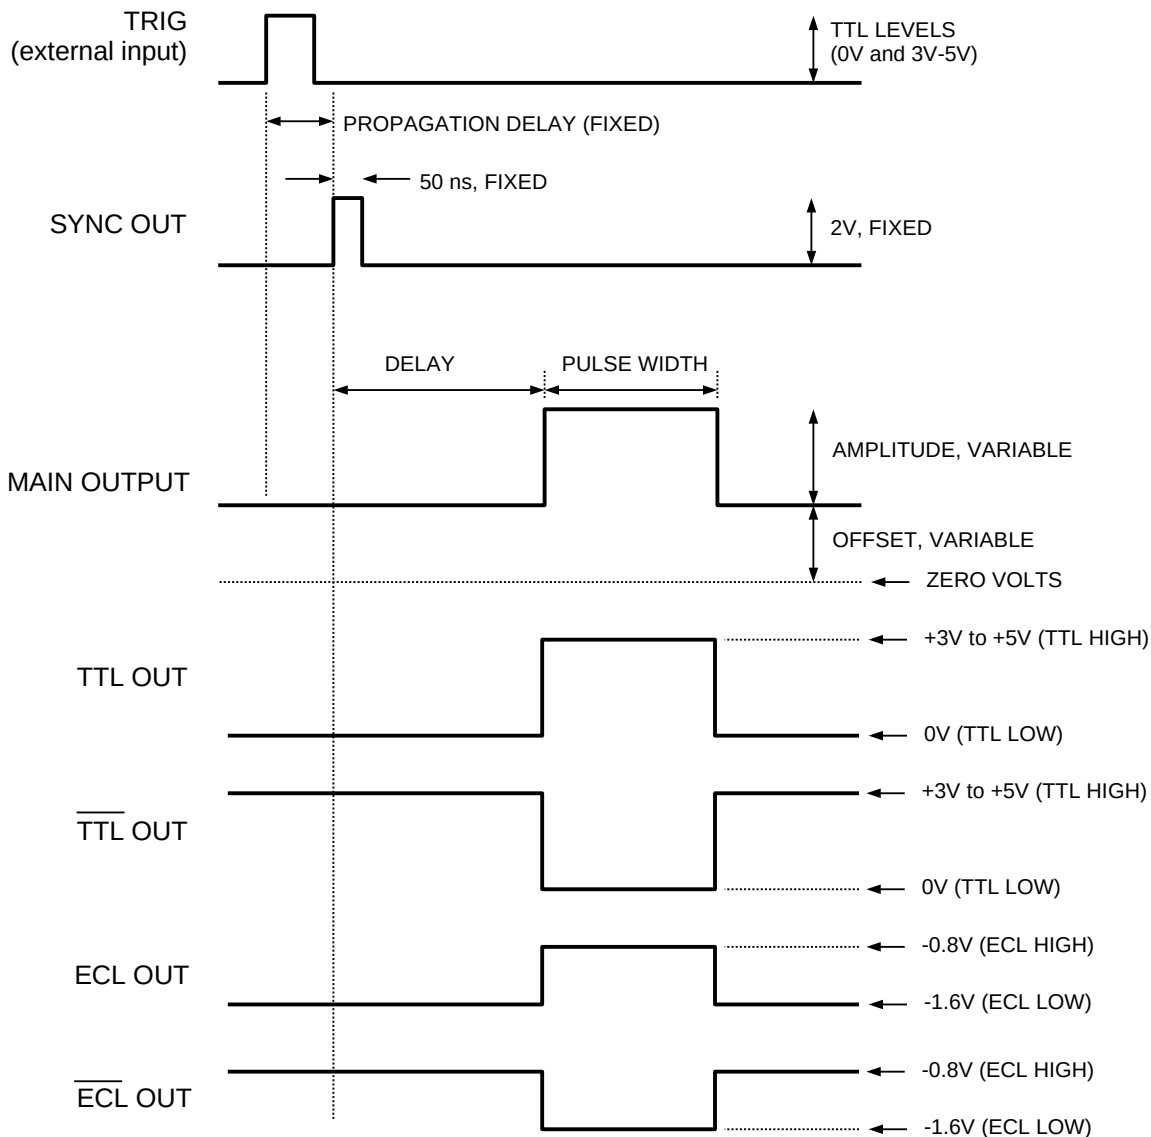 TRIG
(external input)
TTL LEVELS
(0V and 3V-5V)
PROPAGATION DELAY (FIXED)
50 ns, FIXED
SYNC OUT
2V, FIXED
DELAY
PULSE WIDTH
MAIN OUTPUT
AMPLITUDE, VARIABLE
OFFSET, VARIABLE
ZERO VOLTS
TTL OUT
+3V to +5V (TTL HIGH)
0V (TTL LOW)
TTL OUT
+3V to +5V (TTL HIGH)
0V (TTL LOW)
ECL OUT
-0.8V (ECL HIGH)
-1.6V (ECL LOW)
ECL OUT
-0.8V (ECL HIGH)
-1.6V (ECL LOW)